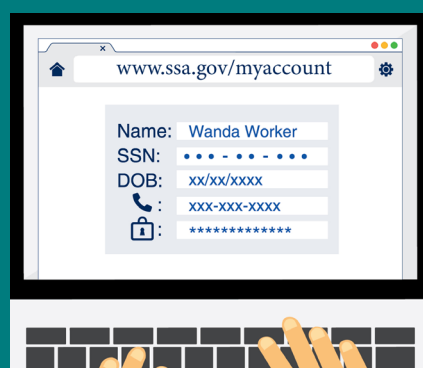 www.ssa.gov/myaccount
Name: Wanda Worker
SSN: •••-••-•••
DOB: xx/xx/xxxx
: xxx-xxx-xxxx
: *************